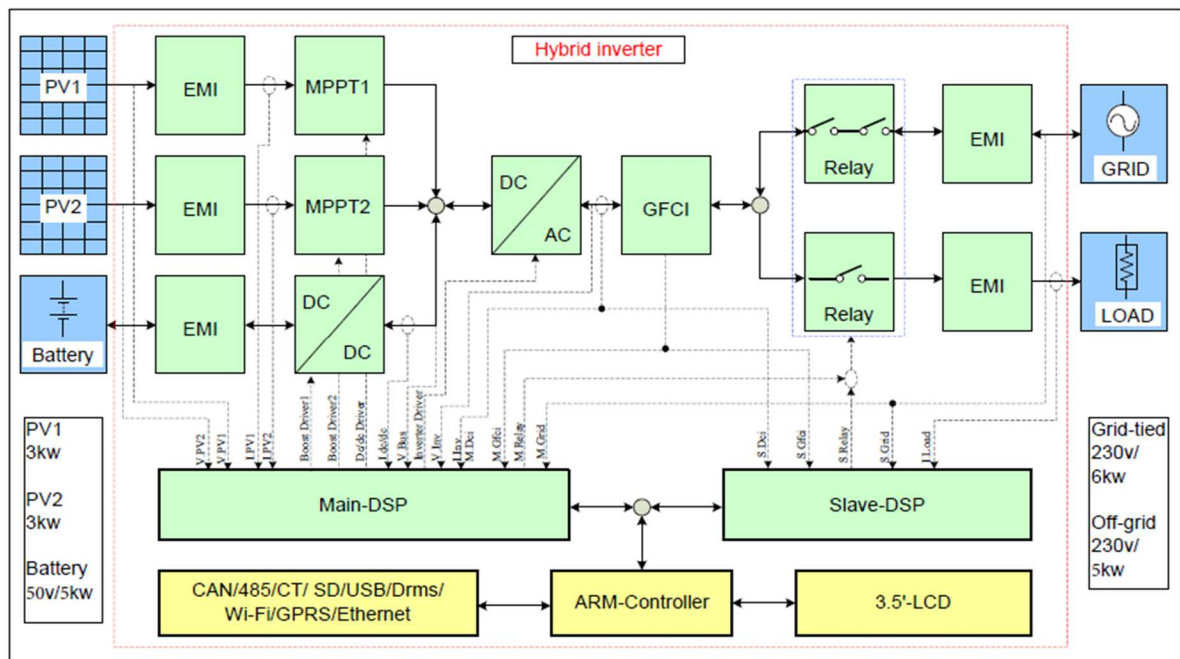 Hybrid inverter
PV1
EMI
MPPT1
PV2
EMI
MPPT2
Battery
EMI
DC
DC
DC
AC
GFCI
Relay
EMI
GRID
Relay
EMI
LOAD
V.PV2
V.PV1
I.PV1
I.PV2
Boost Driver1
Boost Driver2
Dc/dc Driver
I.dc/dc.
V.Bus
Inverter Driver
V.Inv
I.Inv
M.Dci
M.Gfci
M.Relay
M.Grid
S.Dci
S.Gfci
S.Relay
S.Grid
I.Load
PV1
3kw
PV2
3kw
Battery
50v/5kw
Main-DSP
Slave-DSP
Grid-tied
230v/
6kw
Off-grid
230v/
5kw
CAN/485/CT/ SD/USB/Drms/
Wi-Fi/GPRS/Ethernet
ARM-Controller
3.5'-LCD